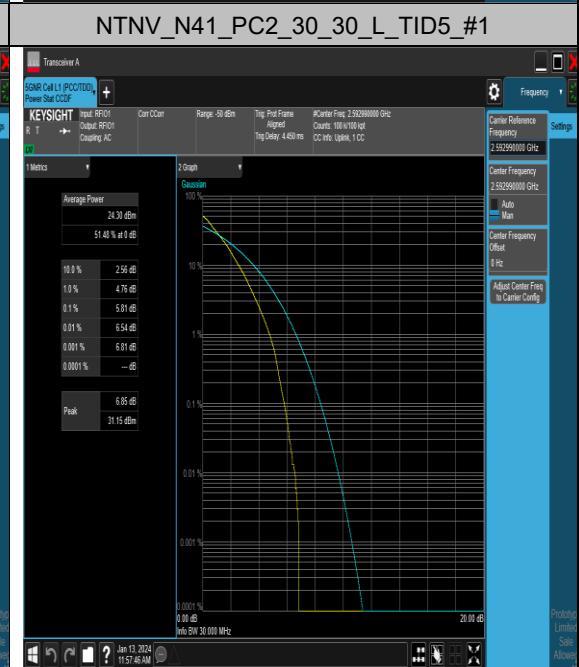 NTNV_N41_PC2_30_30_L_TID5_#1
Transceiver A
5GNR Cell L1 (PCC/TDD),
Power Stat CCDF
KEYSIGHT
R T
Input: RFIO1
Output: RFIO1
Coupling: AC
Corr CCorr
Range: -50 dBm
Trig: Prot Frame
Aligned
Trig Delay: 4.450 ms
#Center Freq: 2.592990000 GHz
Counts: 100 k/100 kpt
CC Info: Uplink, 1 CC
Frequency
Settings
Carrier Reference
Frequency
2.592990000 GHz
Center Frequency
2.592990000 GHz
Auto
Man
Center Frequency
Offset
0 Hz
Adjust Center Freq
to Carrier Config
1 Metrics
Average Power
24.30 dBm
51.48 % at 0 dB
10.0 % 2.56 dB
1.0 % 4.76 dB
0.1 % 5.81 dB
0.01 % 6.54 dB
0.001 % 6.81 dB
0.0001 % --- dB
Peak
6.85 dB
31.15 dBm
2 Graph
Gaussian
100 %
10 %
1 %
0.1 %
0.01 %
0.001 %
0.0001 %
0.00 dB
20.00 dB
Info BW 30.000 MHz
?
Jan 13, 2024
11:57:46 AM
Limited
Sale